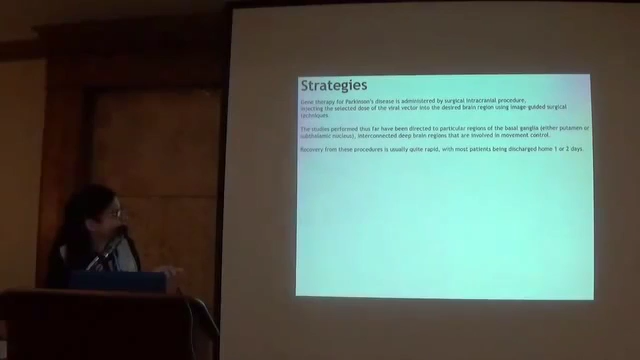 Strategies
Gene therapy for Parkinson's disease is administered by surgical intracranial procedure,
injecting the selected dose of the viral vector into the desired brain region using image-guided surgical
techniques.
The studies performed thus far have been directed to particular regions of the basal ganglia (either putamen or
subthalamic nucleus), interconnected deep brain regions that are involved in movement control.
Recovery from these procedures is usually quite rapid, with most patients being discharged home 1 or 2 days.